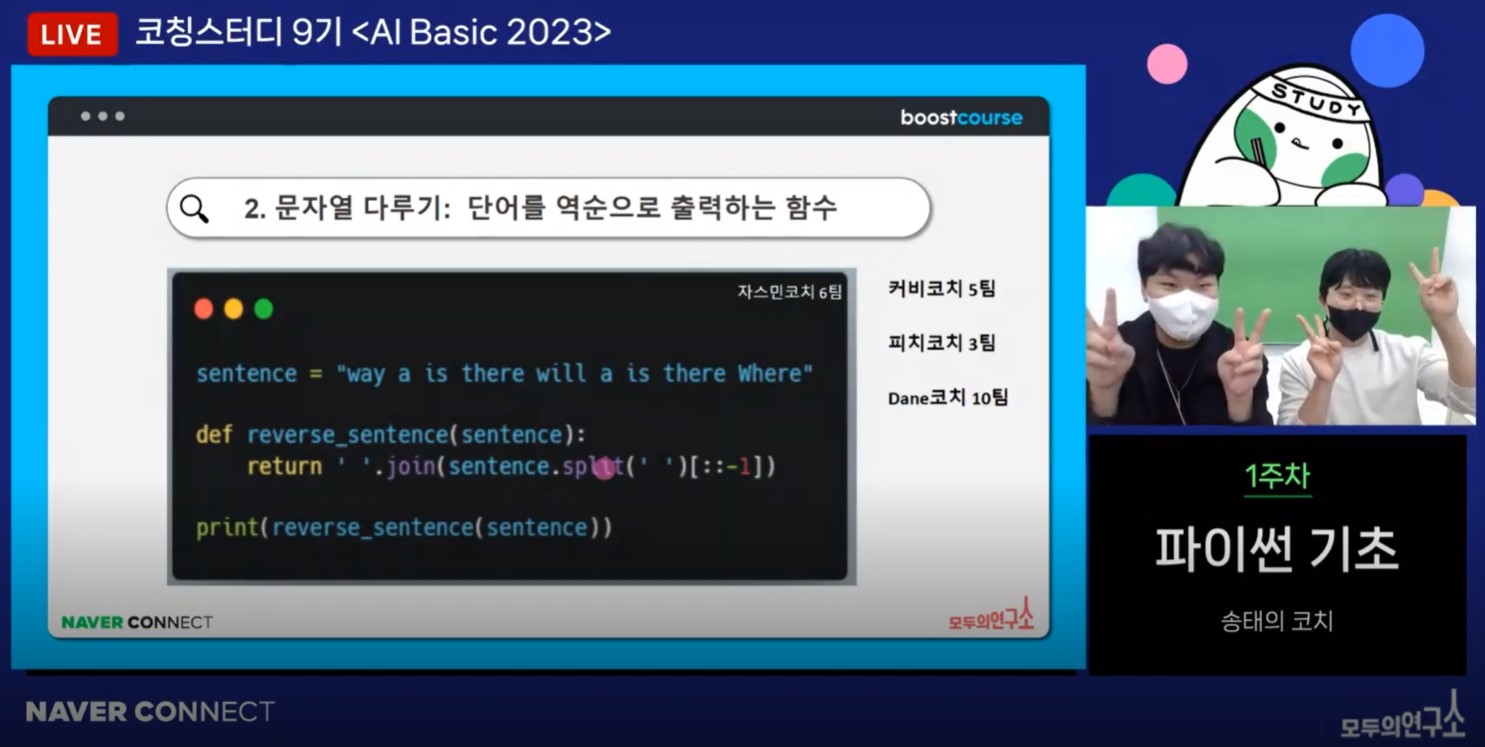 LIVE 코칭스터디 9기 <AI Basic 2023>
boostcourse
STUDY
2. 문자열 다루기: 단어를 역순으로 출력하는 함수
자스민코치 6팀
sentence = "way a is there will a is there Where"
def reverse_sentence(sentence):
    return ' '.join(sentence.split(' ')[::-1])
print(reverse_sentence(sentence))
커비코치 5팀
피치코치 3팀
Dane코치 10팀
NAVER CONNECT
모두의연구소
1주차
파이썬 기초
송태의 코치
NAVER CONNECT
모두의연구소